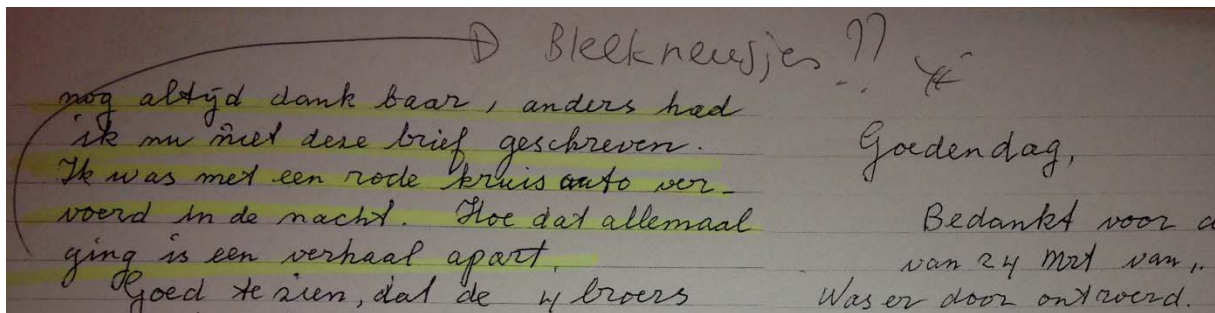 Bleekneusjes ??
nog altijd dank baar, anders had
ik nu niet deze brief geschreven.
Ik was met een rode kruis auto ver-
voerd in de nacht. Hoe dat allemaal
ging is een verhaal apart.
Goed te zien, dat de 4 broers
Goedendag,
Bedankt voor
van 24 mrt van,,
Was er door ontroerd.